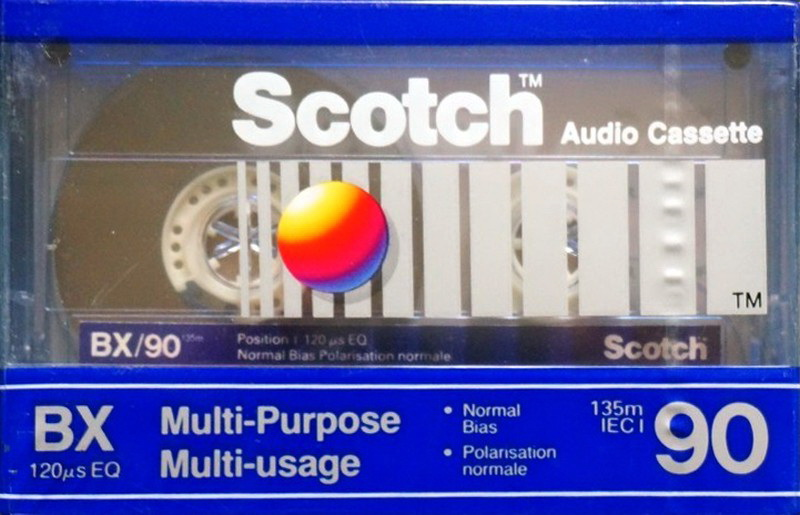 Scotch™
Audio Cassette
TM
BX/90 135m
Position I 120 µs EQ
Normal Bias Polarisation normale
Scotch
BX
120µs EQ
Multi-Purpose
Multi-usage
• Normal
Bias
• Polarisation
normale
135m
IEC I
90